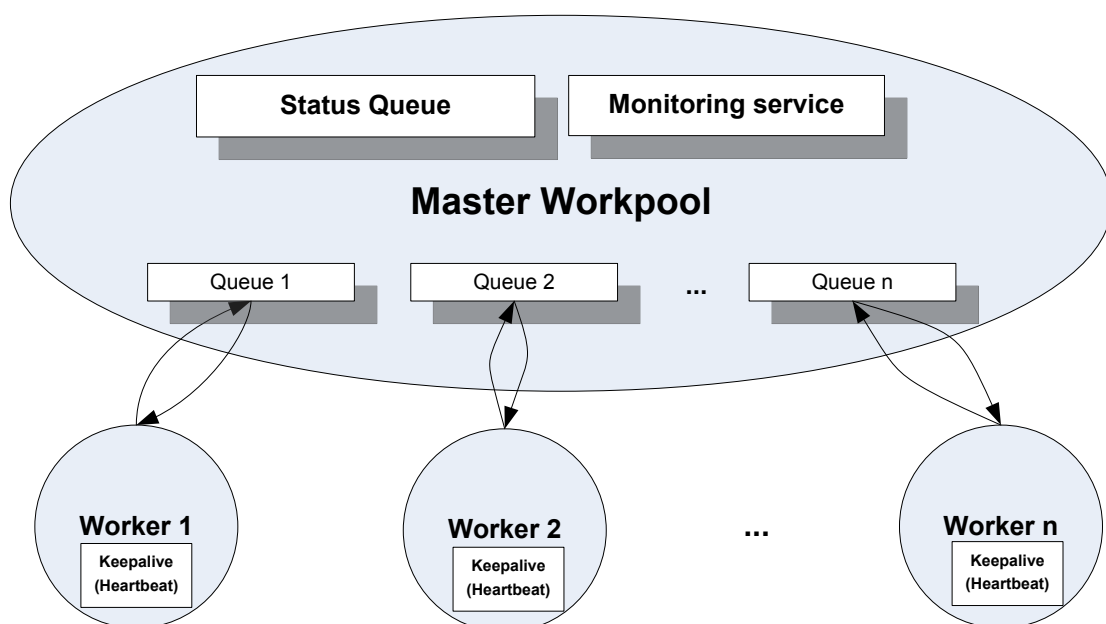 Status Queue
Monitoring service
Master Workpool
Queue 1
Queue 2
...
Queue n
Worker 1
Keepalive
(Heartbeat)
Worker 2
Keepalive
(Heartbeat)
...
Worker n
Keepalive
(Heartbeat)